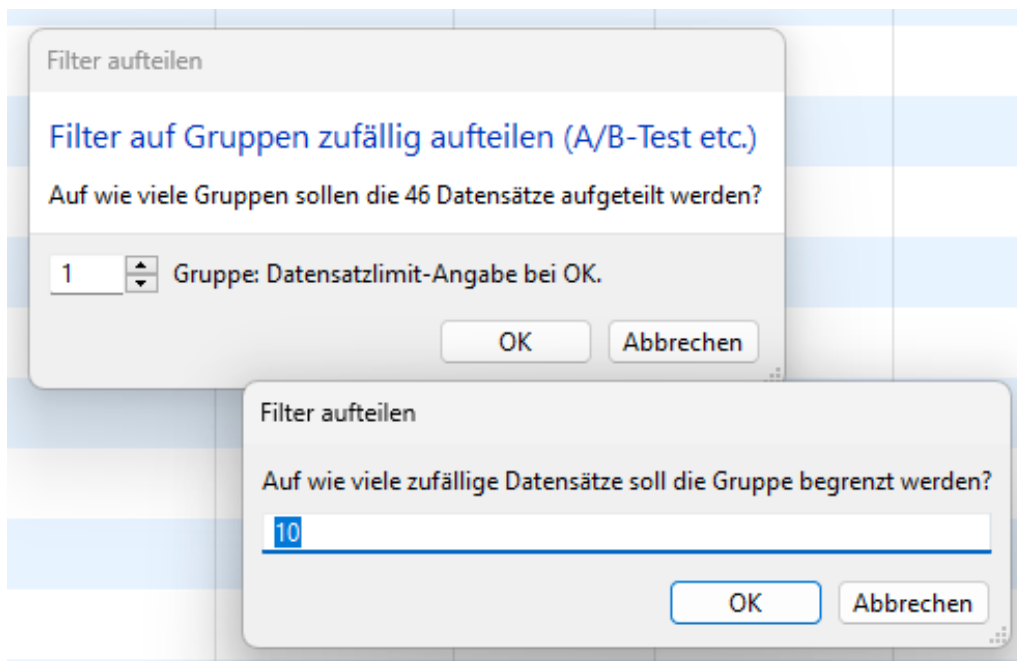 Filter aufteilen
Filter auf Gruppen zufällig aufteilen (A/B-Test etc.)
Auf wie viele Gruppen sollen die 46 Datensätze aufgeteilt werden?
1 Gruppe: Datensatzlimit-Angabe bei OK.
OK Abbrechen
Filter aufteilen
Auf wie viele zufällige Datensätze soll die Gruppe begrenzt werden?
10
OK Abbrechen